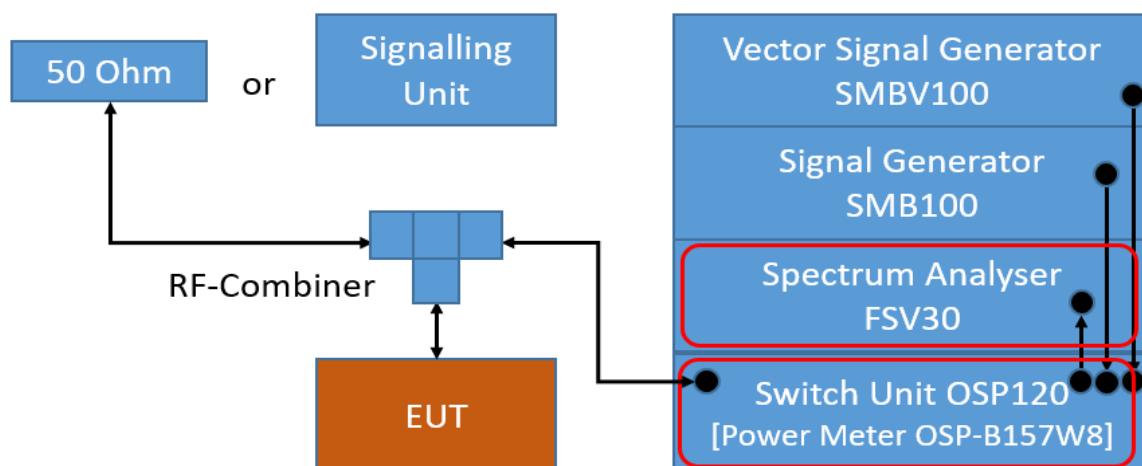 50 Ohm
or
Signalling
Unit
Vector Signal Generator
SMBV100
Signal Generator
SMB100
Spectrum Analyser
FSV30
RF-Combiner
EUT
Switch Unit OSP120
[Power Meter OSP-B157W8]